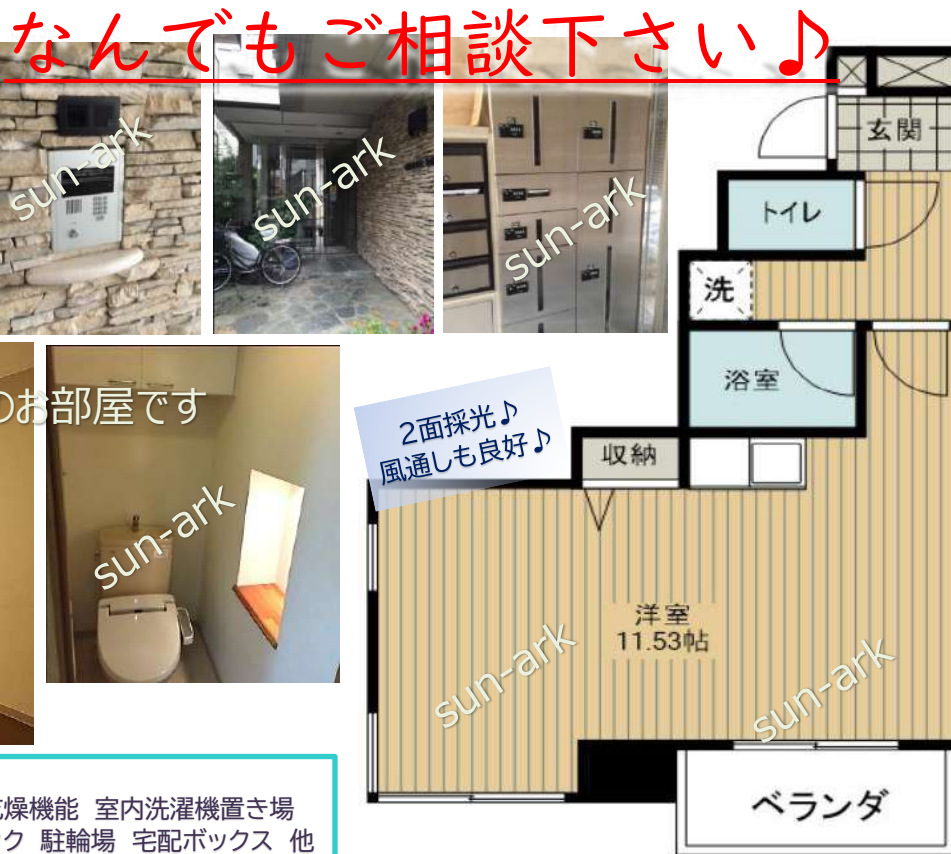 なんでもご相談下さい♪
sun-ark
sun-ark
sun-ark
玄関
トイレ
洗
浴室
のお部屋です
2面採光♪
風通しも良好♪
収納
sun-ark
洋室
11.53帖
sun-ark
sun-ark
ベランダ
燥機能 室内洗濯機置き場
ク 駐輪場 宅配ボックス 他